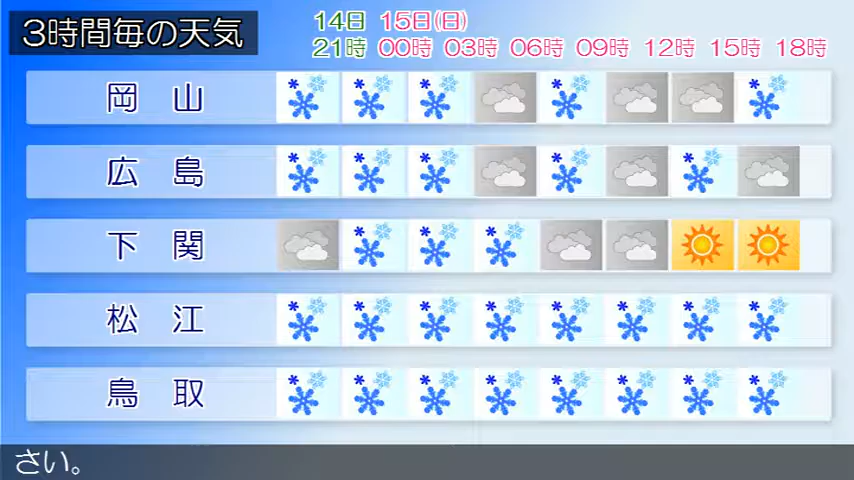 3時間毎の天気
14日 15日(日)
21時 00時 03時 06時 09時 12時 15時 18時
岡 山
広 島
下 関
松 江
鳥 取
さい。